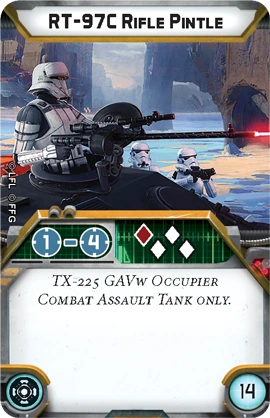 RT-97C RIFLE PINTLE
©LFL ©FFG
1-4
TX-225 GAVW OCCUPIER
COMBAT ASSAULT TANK ONLY.
14